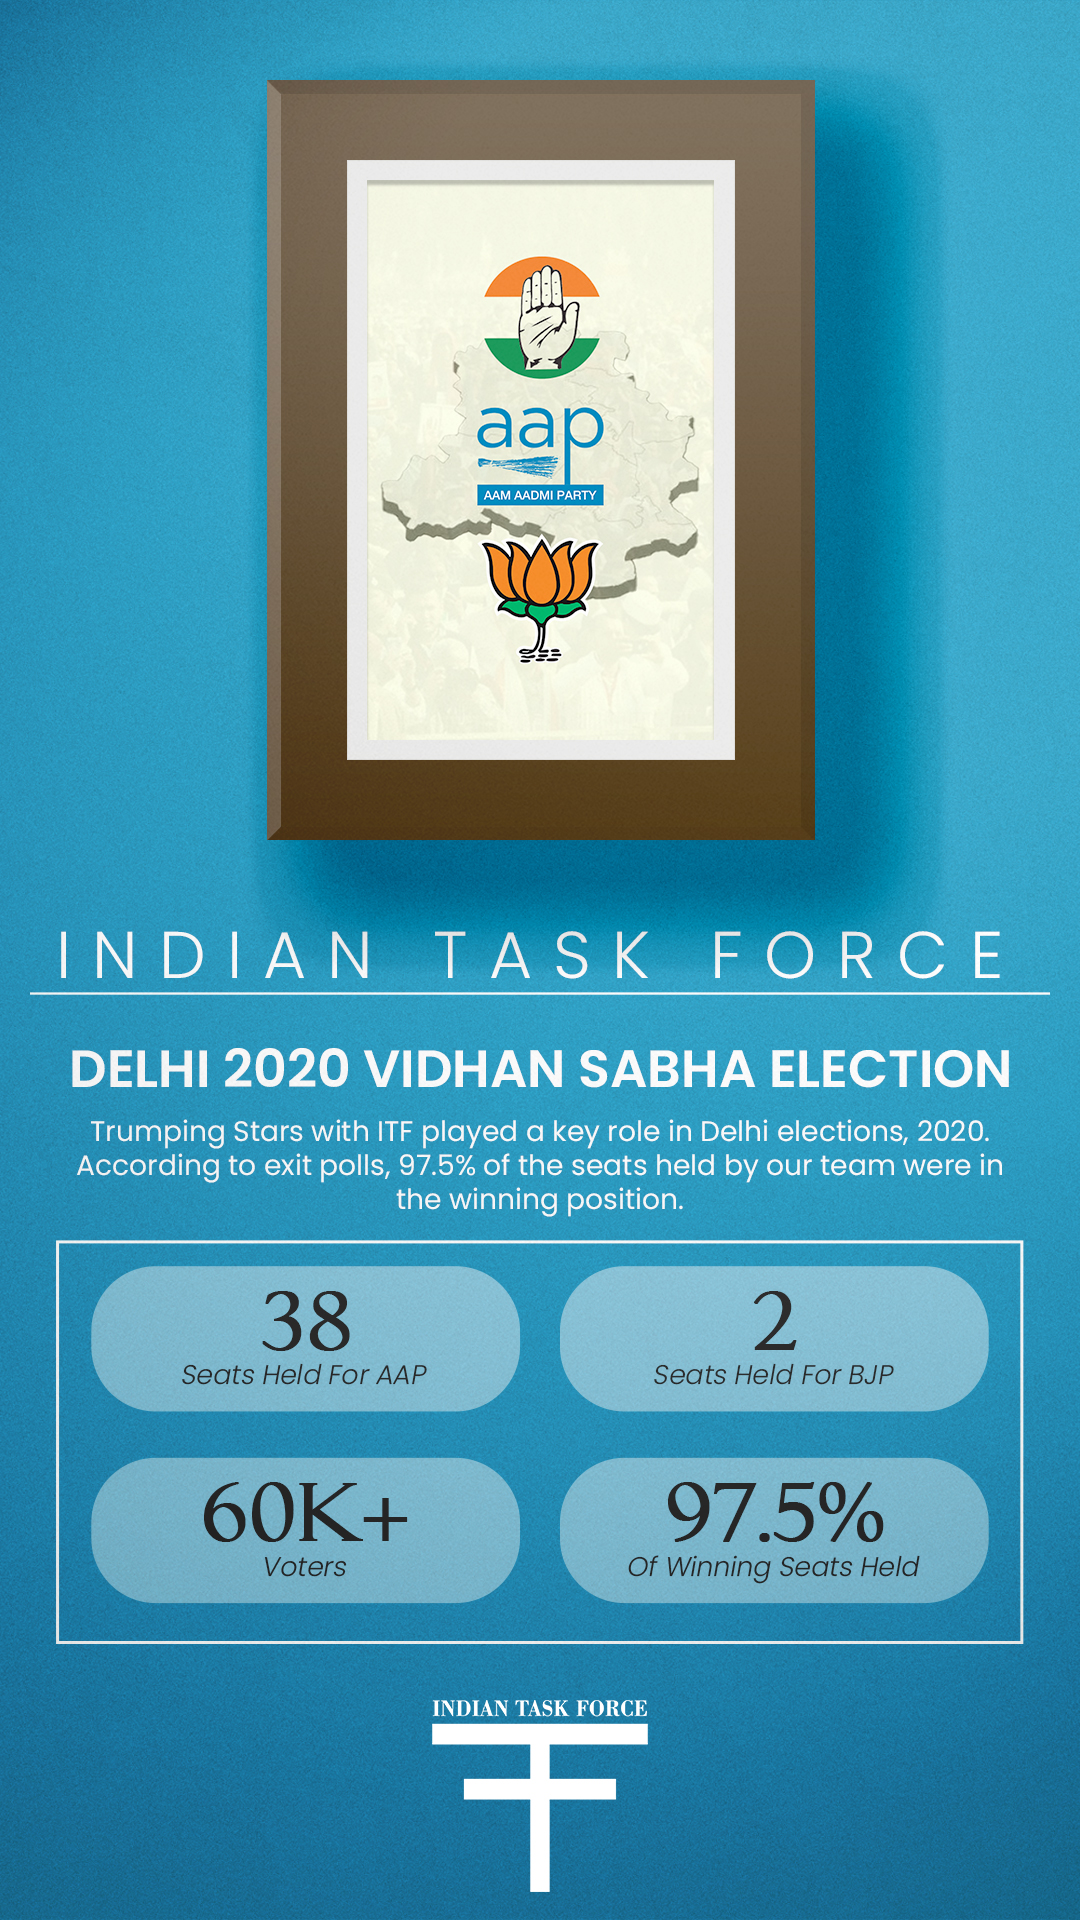 aap
AAM AADMI PARTY
INDIAN TASK FORCE
DELHI 2020 VIDHAN SABHA ELECTION
Trumping Stars with ITF played a key role in Delhi elections, 2020.
According to exit polls, 97.5% of the seats held by our team were in
the winning position.
38
Seats Held For AAP
2
Seats Held For BJP
60K+
Voters
97.5%
Of Winning Seats Held
INDIAN TASK FORCE